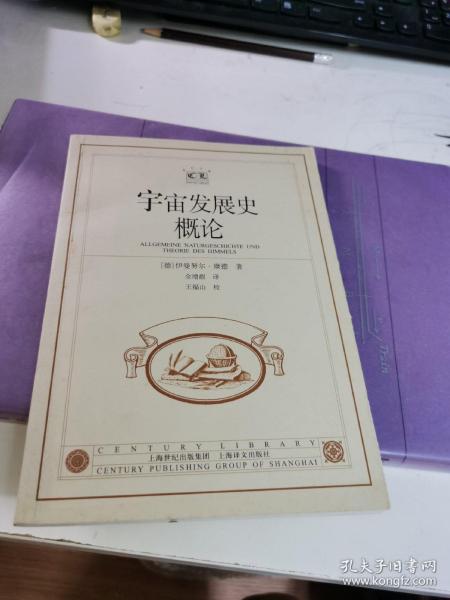 宇宙发展史
概论
ALLGEMEINE NATURGESCHICHTE UND
THEORIE DES HIMMELS
[德]伊曼努尔·康德 著
全增嘏 译
王福山 校
CENTURY LIBRARY
上海世纪出版集团 上海译文出版社
CENTURY PUBLISHING GROUP OF SHANGHAI
孔夫子旧书网
www.kongfz.com